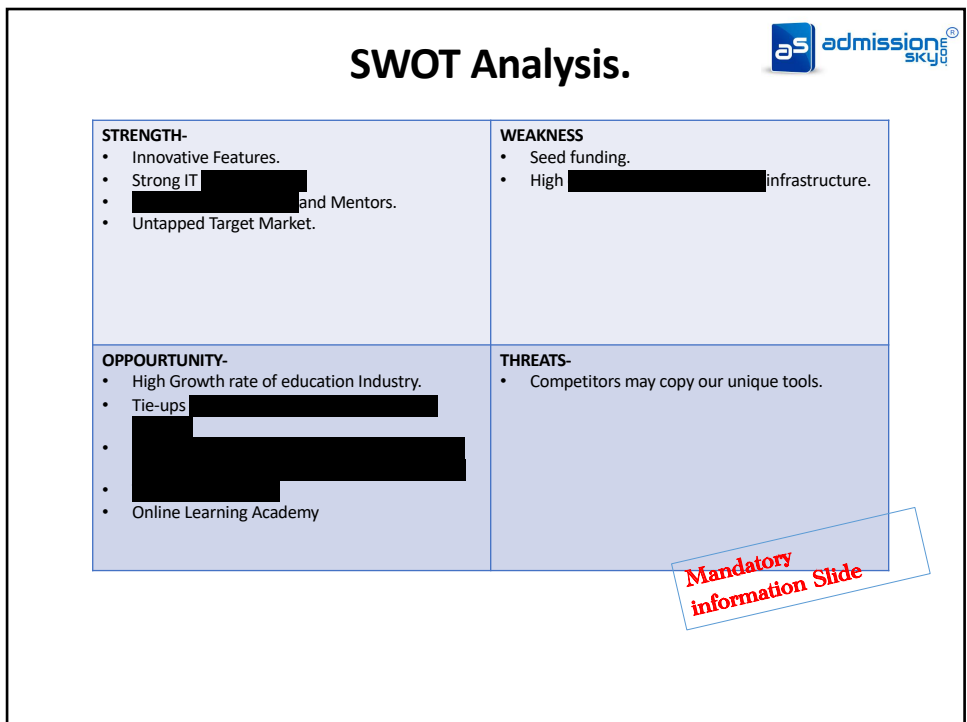 SWOT Analysis.
as admission sky.com ®
STRENGTH-
• Innovative Features.
• Strong IT
• and Mentors.
• Untapped Target Market.
WEAKNESS
• Seed funding.
• High infrastructure.
OPPOURTUNITY-
• High Growth rate of education Industry.
• Tie-ups
•
•
• Online Learning Academy
THREATS-
• Competitors may copy our unique tools.
Mandatory
information Slide